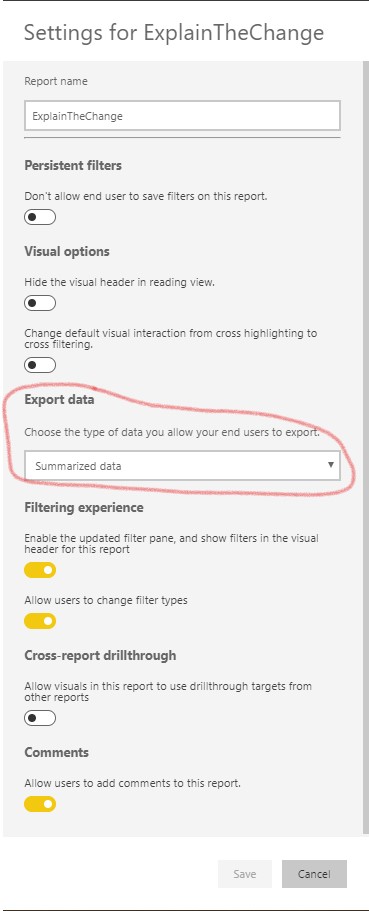 Settings for ExplainTheChange
Report name
ExplainTheChange
Persistent filters
Don't allow end user to save filters on this report.
Visual options
Hide the visual header in reading view.
Change default visual interaction from cross highlighting to
cross filtering.
Export data
Choose the type of data you allow your end users to export.
Summarized data
Filtering experience
Enable the updated filter pane, and show filters in the visual
header for this report
Allow users to change filter types
Cross-report drillthrough
Allow visuals in this report to use drillthrough targets from
other reports
Comments
Allow users to add comments to this report.
Save
Cancel